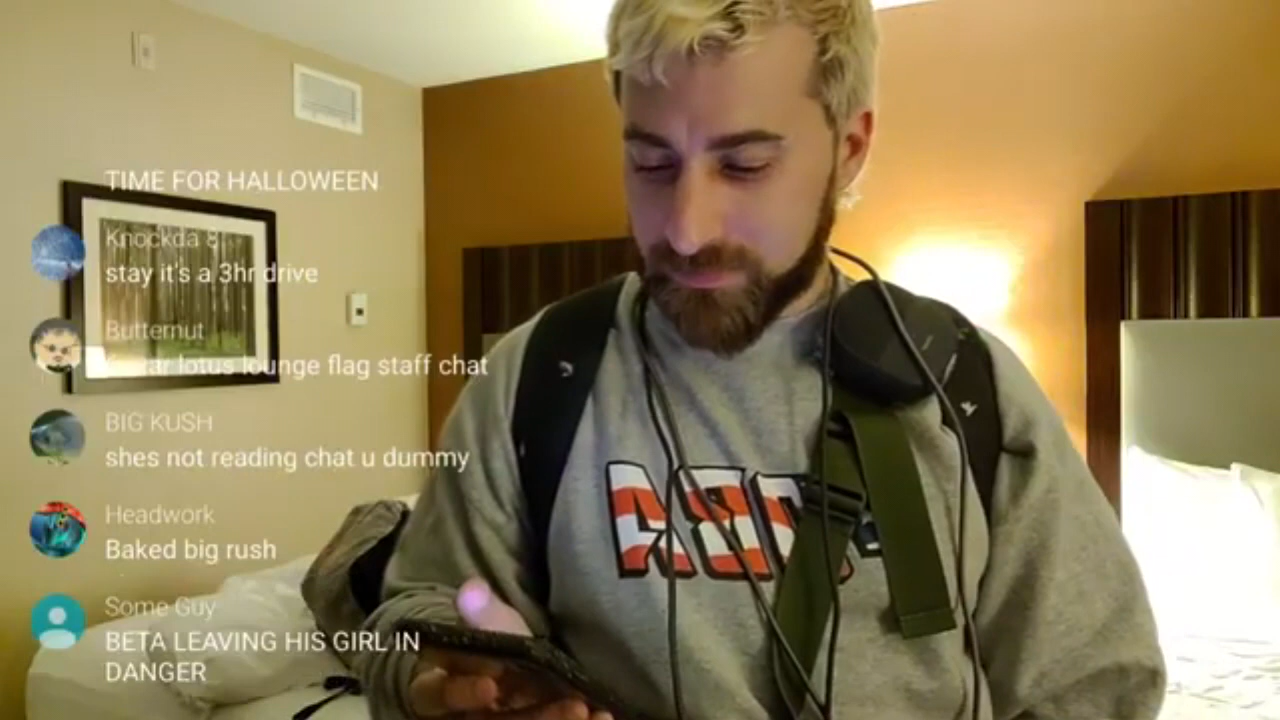 TIME FOR HALLOWEEN
Knockda 8
stay it's a 3hr drive
Butternut
lotus lounge flag staff chat
BIG KUSH
shes not reading chat u dummy
Headwork
Baked big rush
Some Guy
BETA LEAVING HIS GIRL IN
DANGER